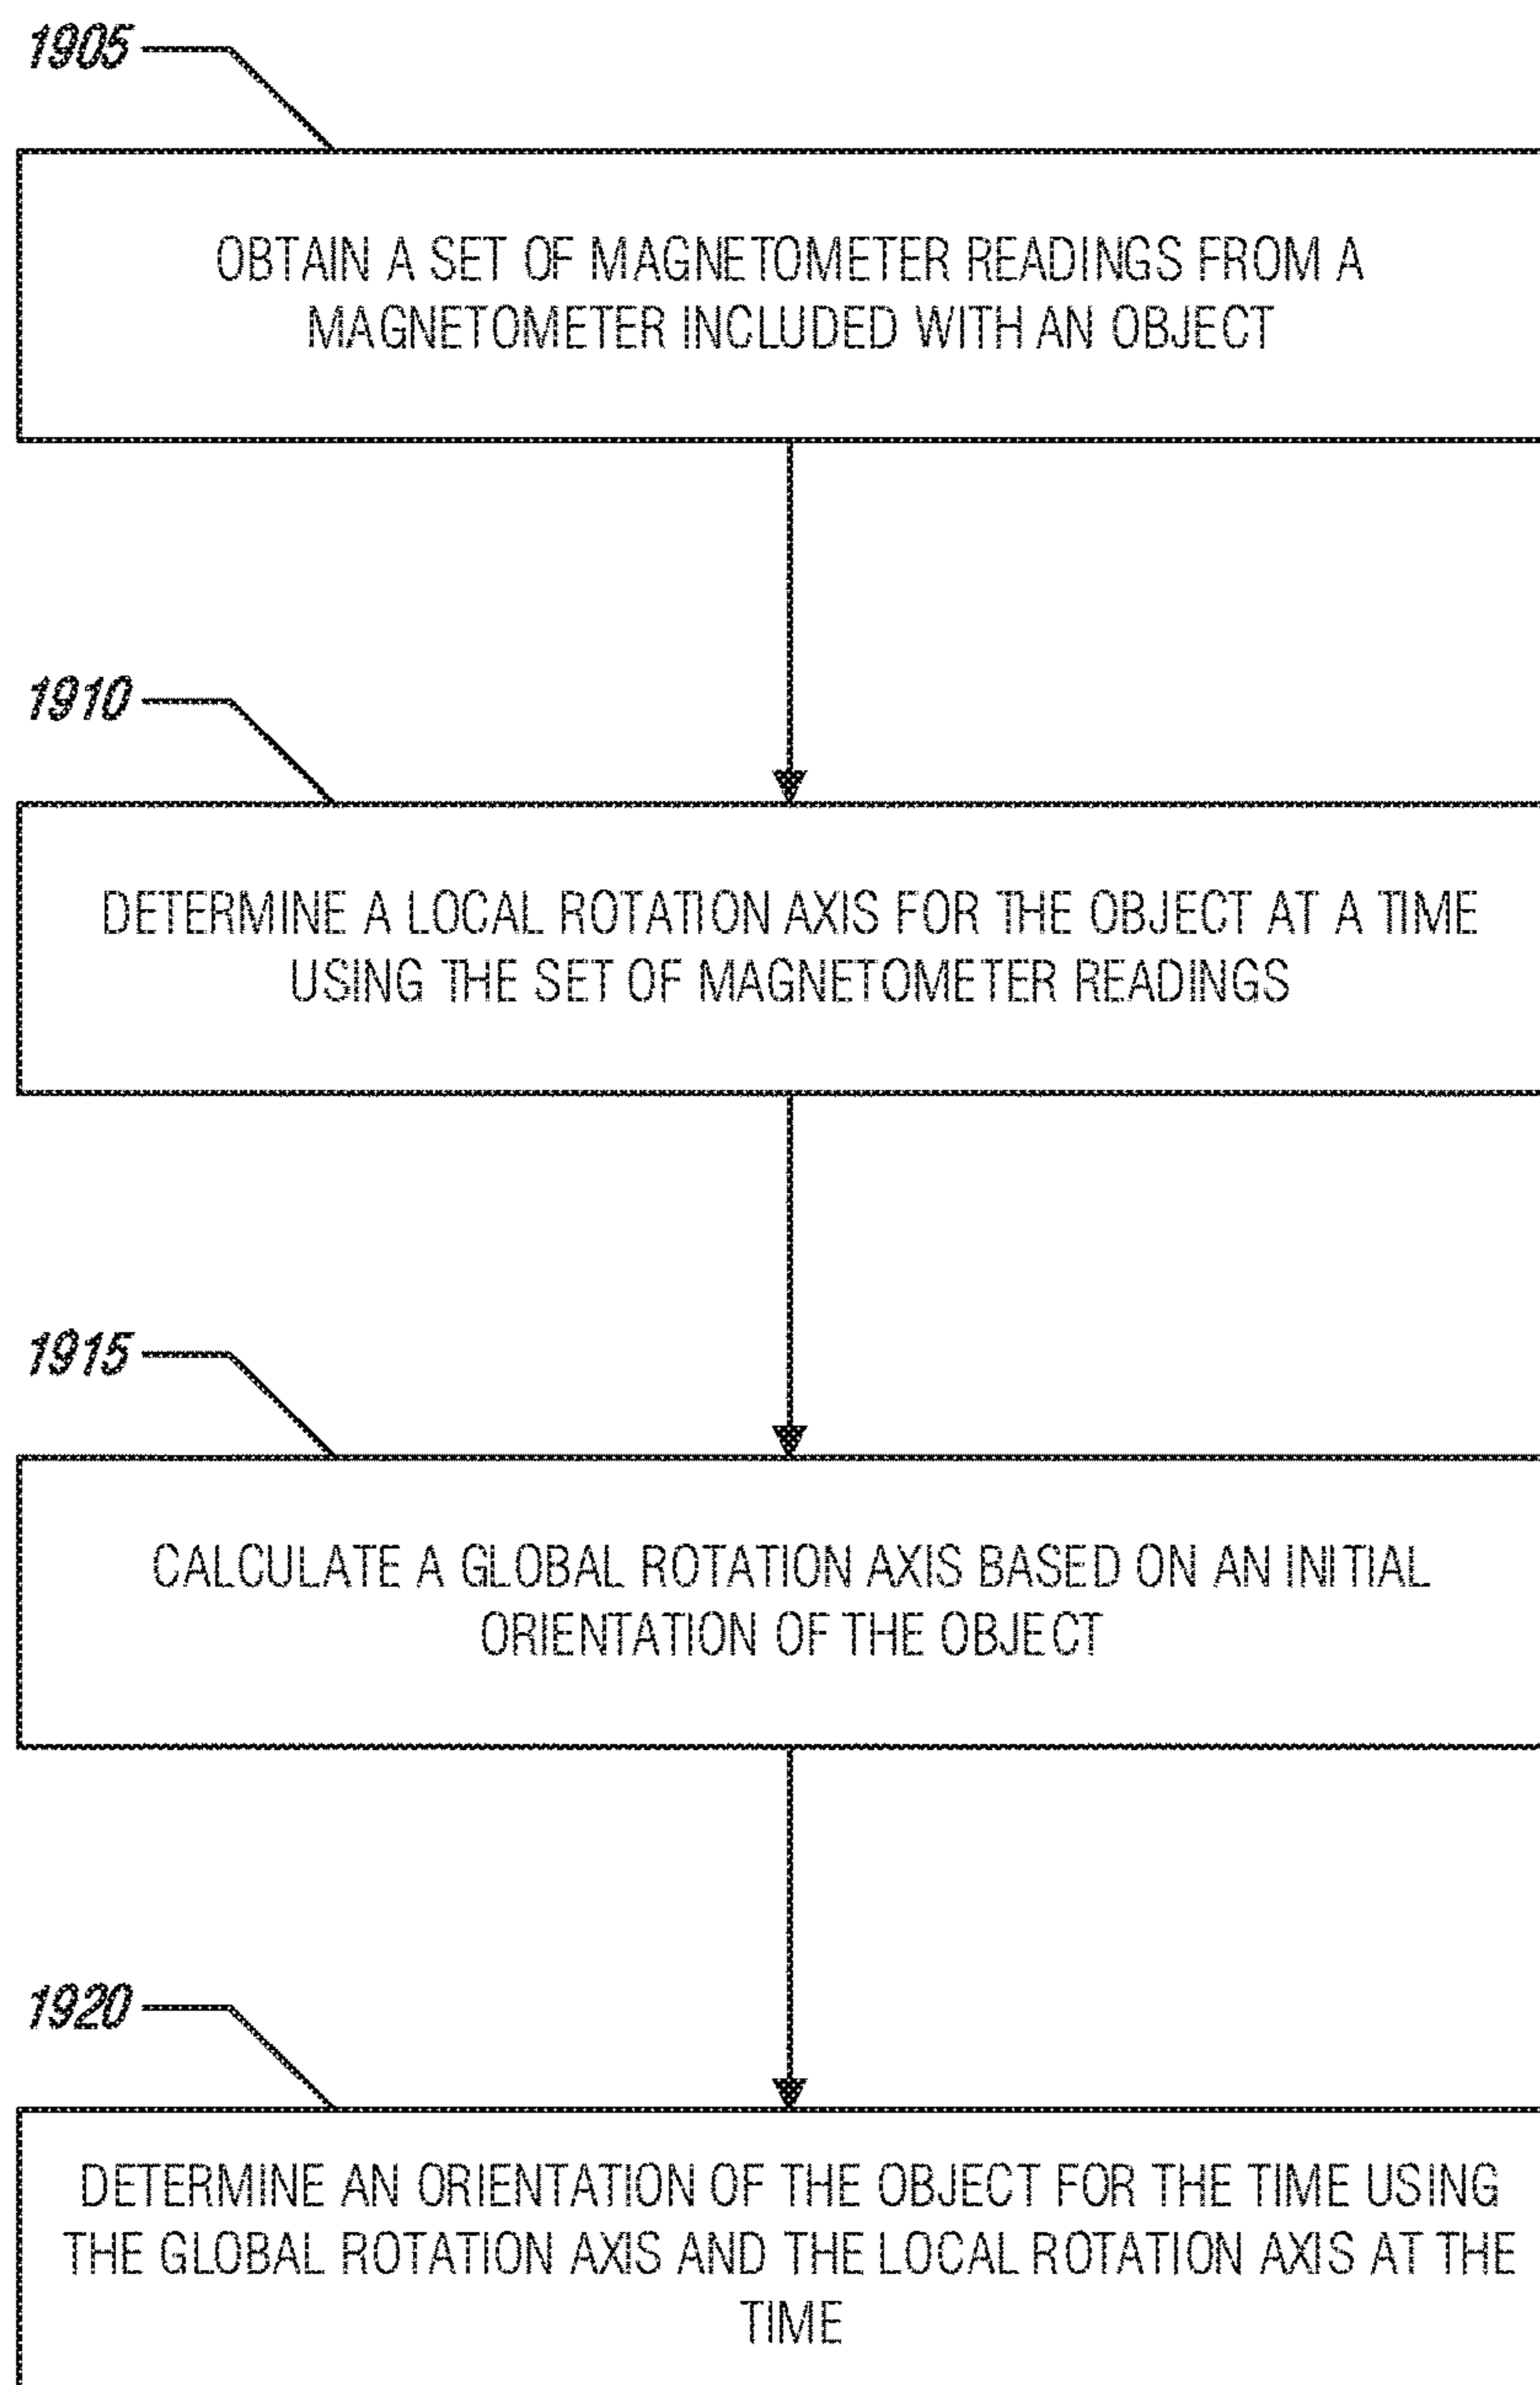 1905
OBTAIN A SET OF MAGNETOMETER READINGS FROM A
MAGNETOMETER INCLUDED WITH AN OBJECT
1910
DETERMINE A LOCAL ROTATION AXIS FOR THE OBJECT AT A TIME
USING THE SET OF MAGNETOMETER READINGS
1915
CALCULATE A GLOBAL ROTATION AXIS BASED ON AN INITIAL
ORIENTATION OF THE OBJECT
1920
DETERMINE AN ORIENTATION OF THE OBJECT FOR THE TIME USING
THE GLOBAL ROTATION AXIS AND THE LOCAL ROTATION AXIS AT THE
TIME